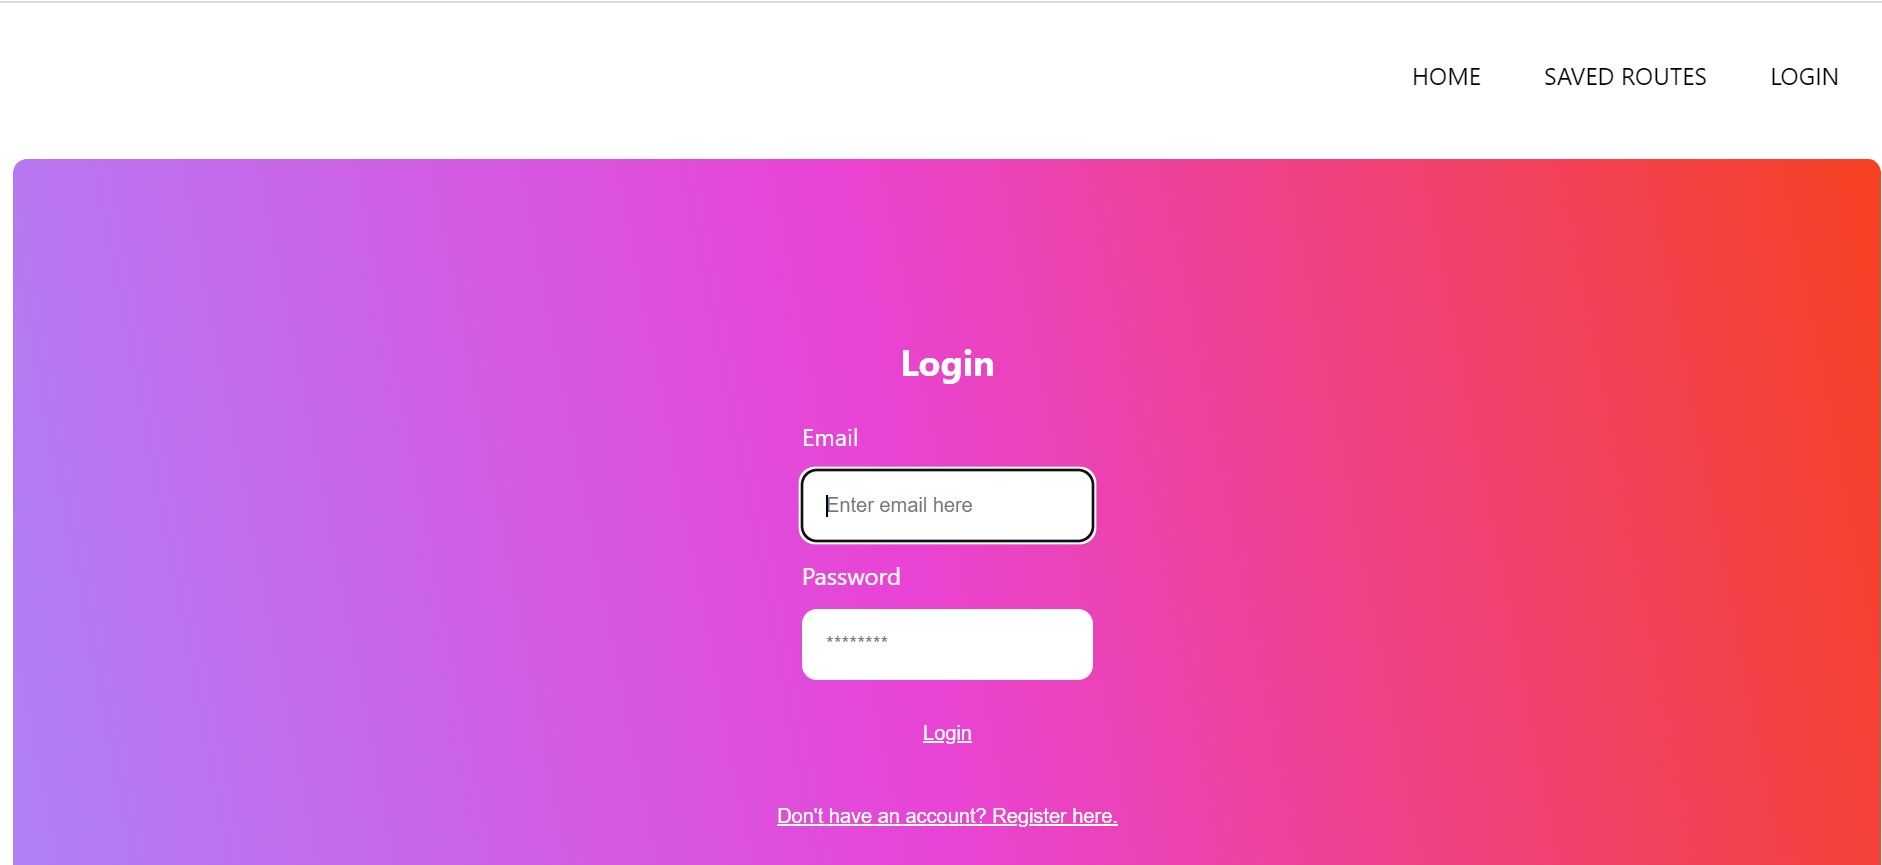 HOME SAVED ROUTES LOGIN
Login
Email
Enter email here
Password
********
Login
Don't have an account? Register here.